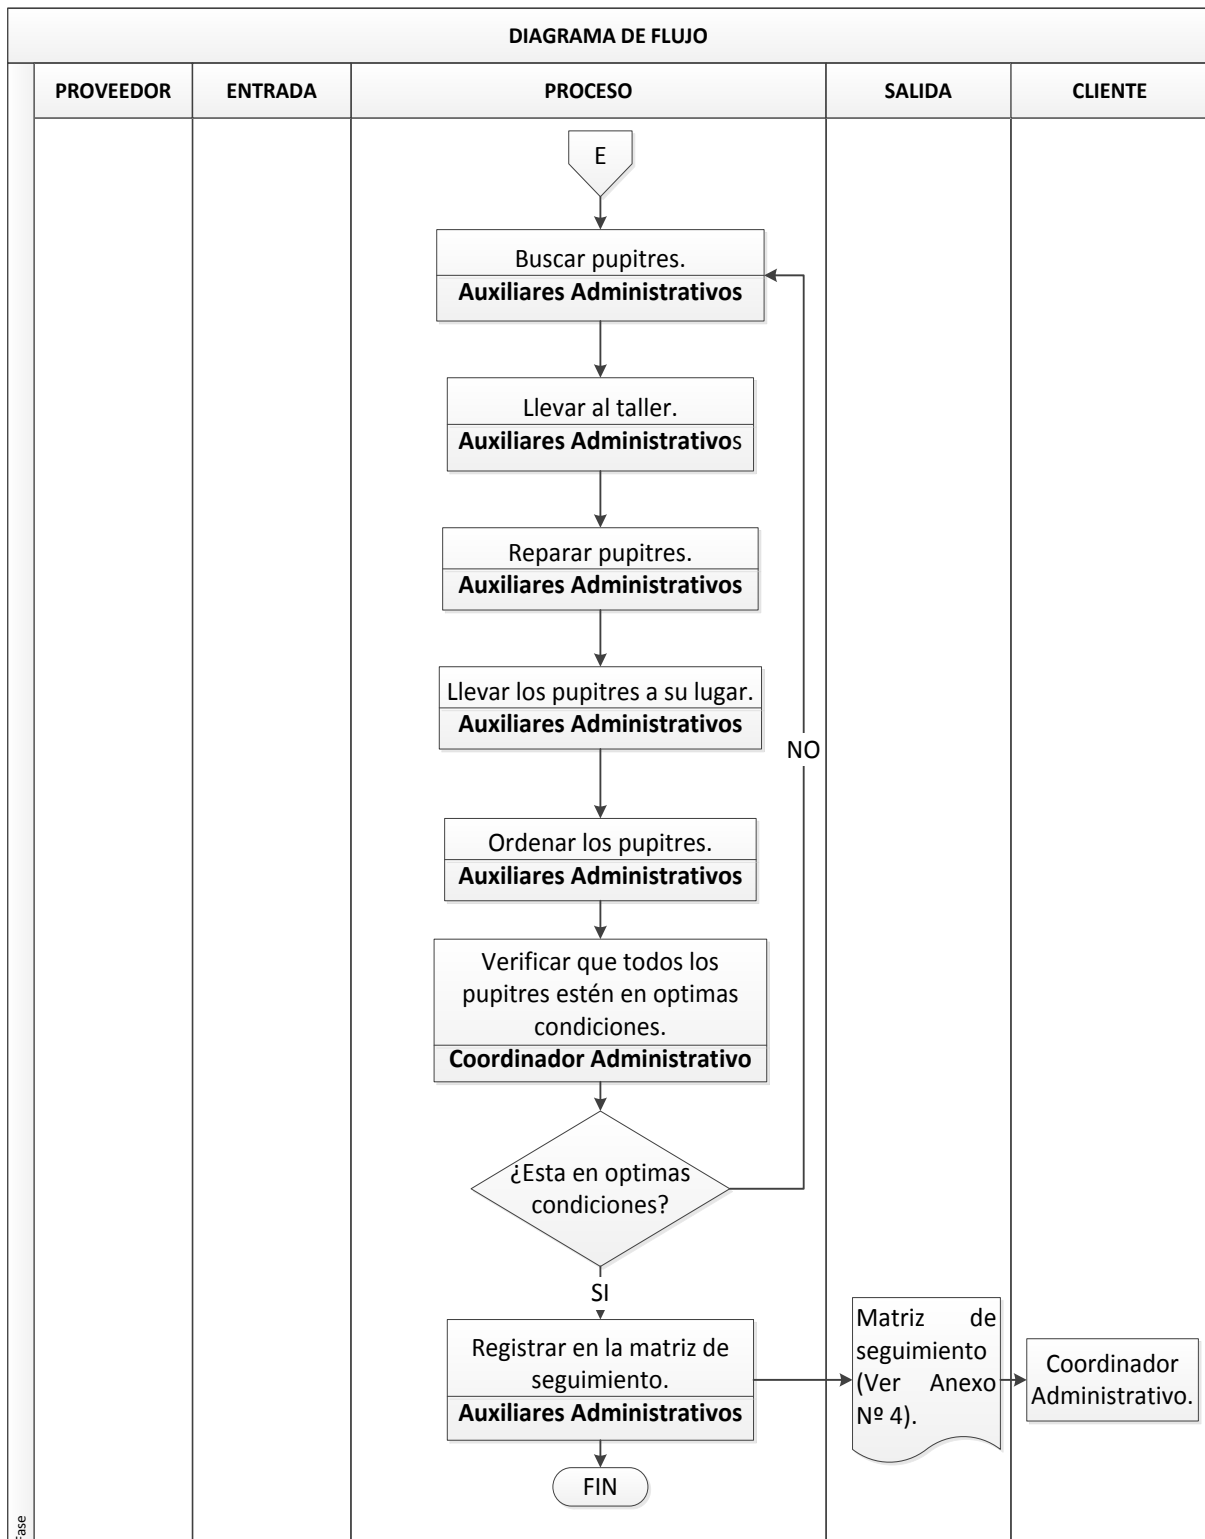 DIAGRAMA DE FLUJO
PROVEEDOR
ENTRADA
PROCESO
SALIDA
CLIENTE
E
Buscar pupitres.
Auxiliares Administrativos
Llevar al taller.
Auxiliares Administrativos
Reparar pupitres.
Auxiliares Administrativos
Llevar los pupitres a su lugar.
Auxiliares Administrativos
NO
Ordenar los pupitres.
Auxiliares Administrativos
Verificar que todos los
pupitres estén en optimas
condiciones.
Coordinador Administrativo
¿Esta en optimas
condiciones?
SI
Registrar en la matriz de
seguimiento.
Auxiliares Administrativos
Matriz de
seguimiento
(Ver Anexo
Nº 4).
Coordinador
Administrativo.
FIN
Fase